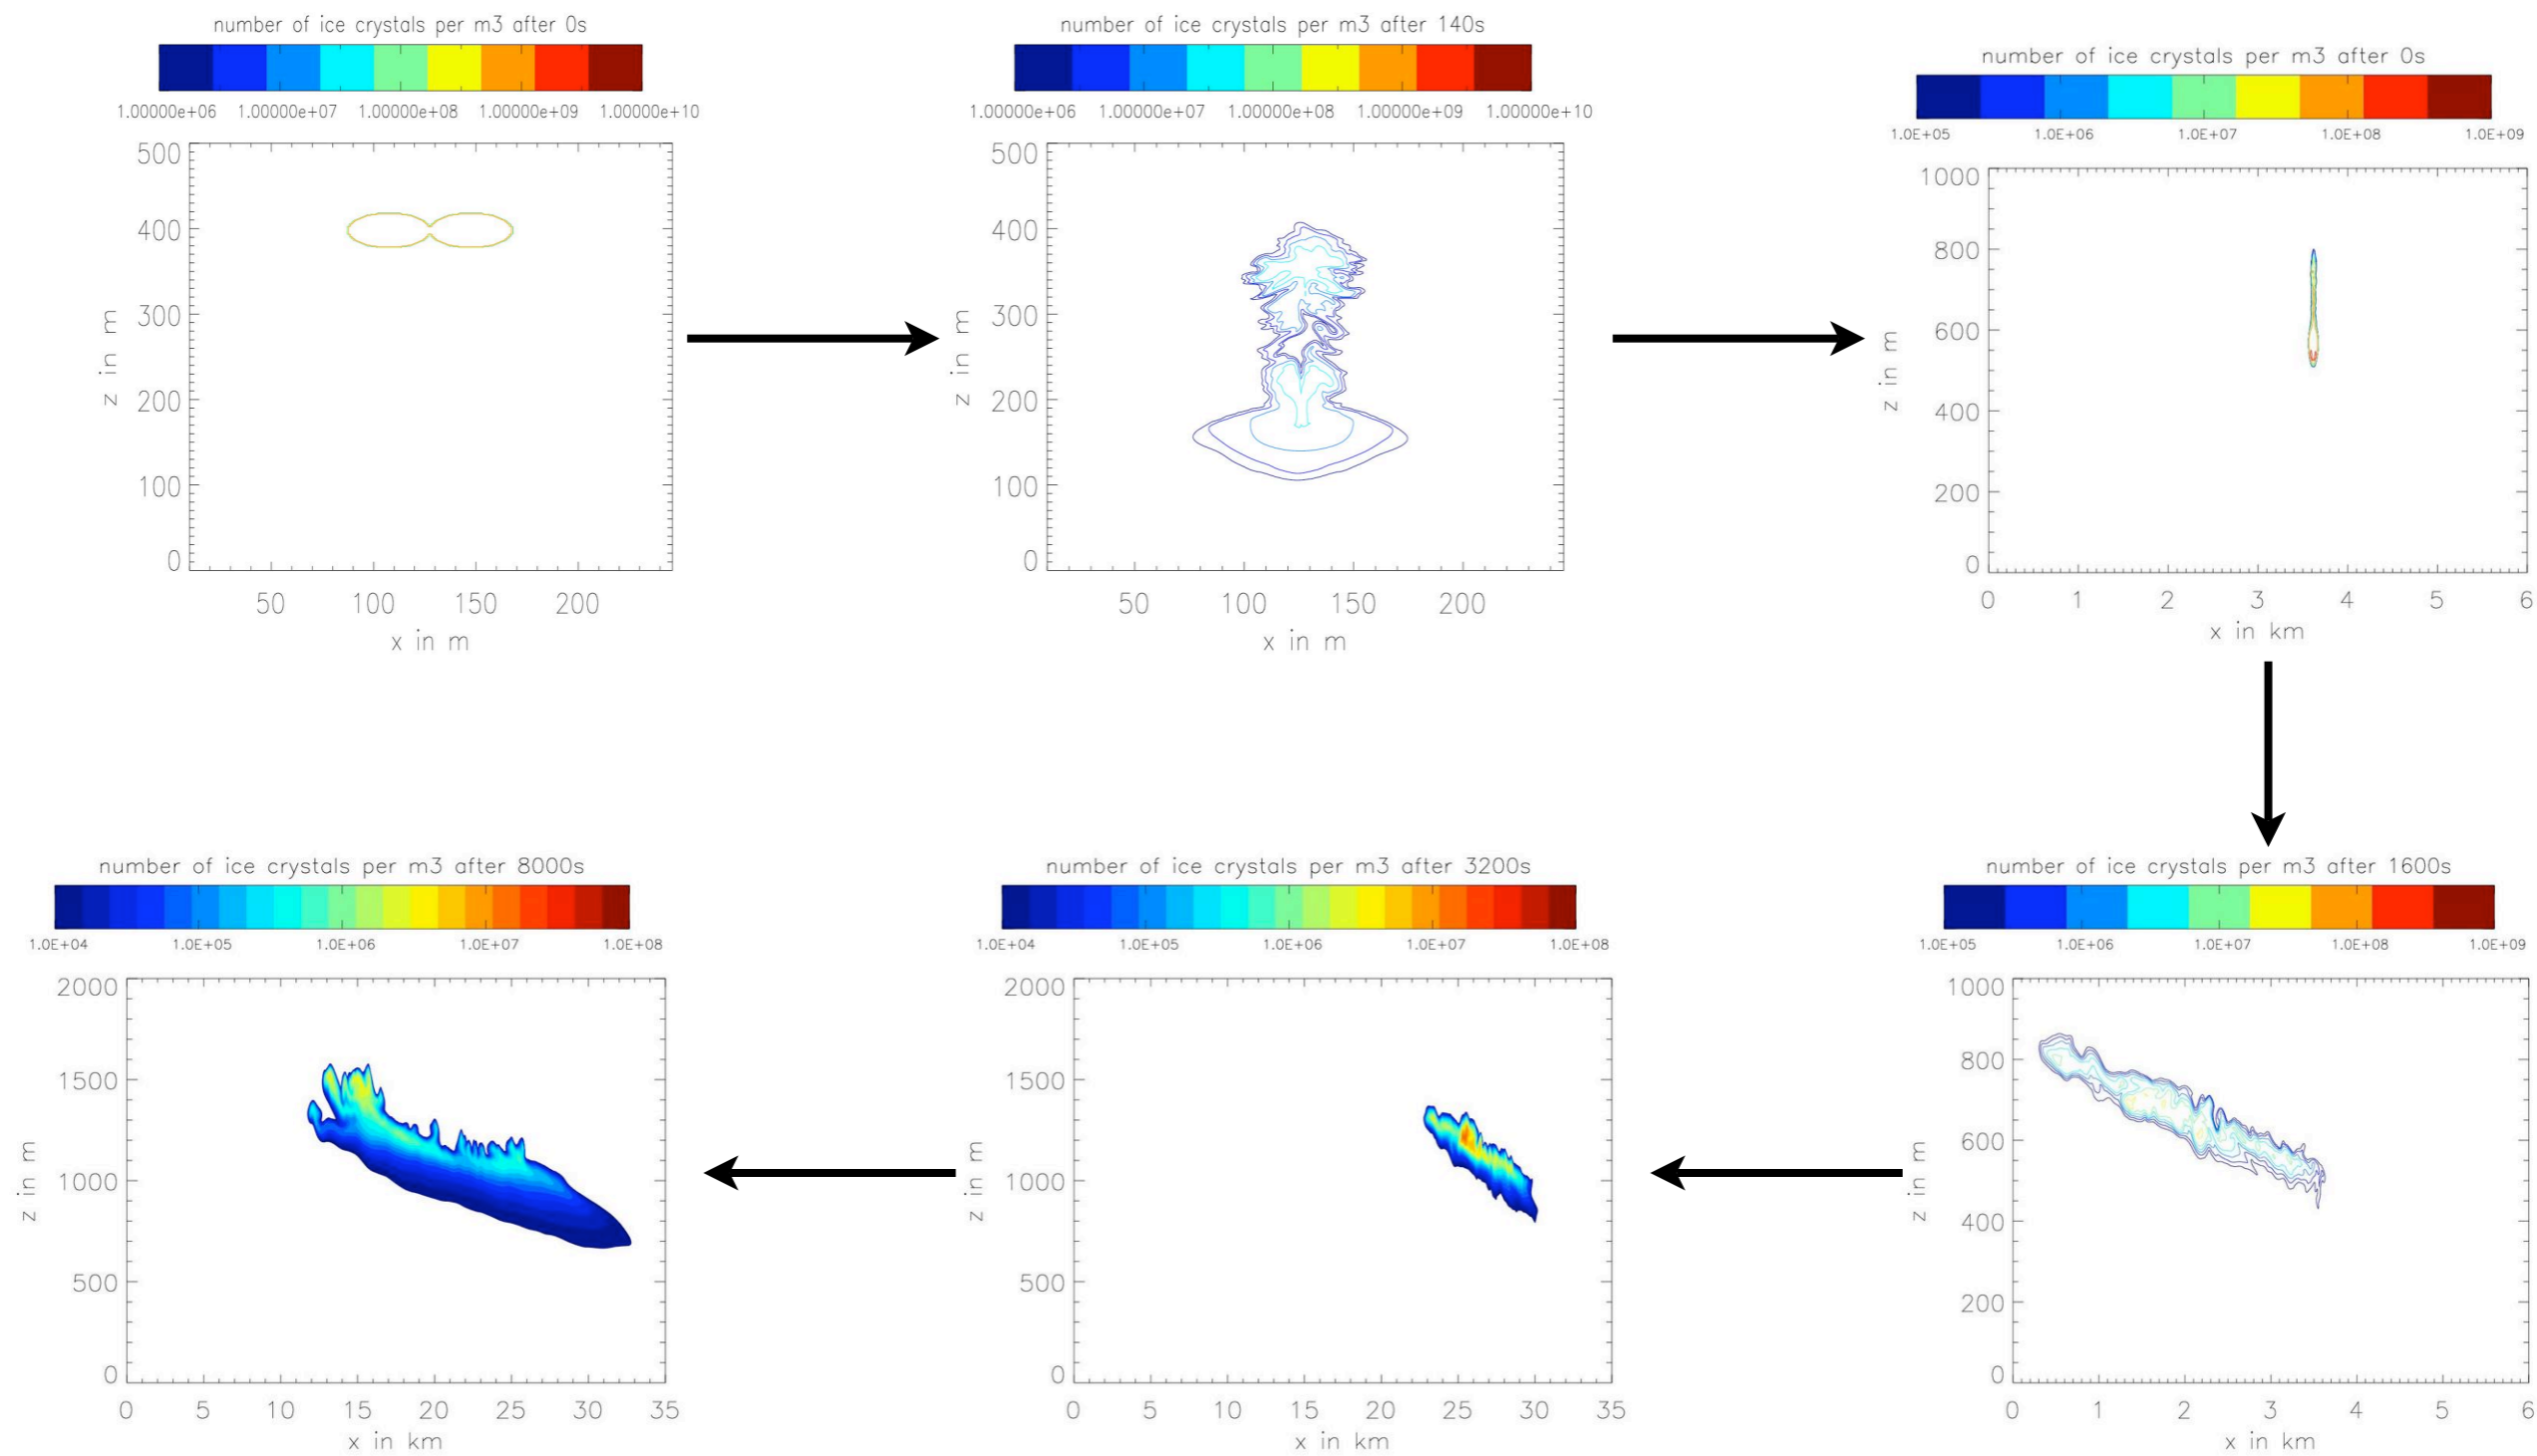 number of ice crystals per m3 after 0s
1.00000e+06 1.00000e+07 1.00000e+08 1.00000e+09 1.00000e+10
500
400
300
200
100
0
z in m
50 100 150 200
x in m
number of ice crystals per m3 after 140s
1.00000e+06 1.00000e+07 1.00000e+08 1.00000e+09 1.00000e+10
500
400
300
200
100
0
z in m
50 100 150 200
x in m
number of ice crystals per m3 after 0s
1.0E+05 1.0E+06 1.0E+07 1.0E+08 1.0E+09
1000
800
600
400
200
0
z in m
0 1 2 3 4 5 6
x in km
number of ice crystals per m3 after 8000s
1.0E+04 1.0E+05 1.0E+06 1.0E+07 1.0E+08
2000
1500
1000
500
0
z in m
0 5 10 15 20 25 30 35
x in km
number of ice crystals per m3 after 3200s
1.0E+04 1.0E+05 1.0E+06 1.0E+07 1.0E+08
2000
1500
1000
500
0
z in m
0 5 10 15 20 25 30 35
x in km
number of ice crystals per m3 after 1600s
1.0E+05 1.0E+06 1.0E+07 1.0E+08 1.0E+09
1000
800
600
400
200
0
z in m
0 1 2 3 4 5 6
x in km